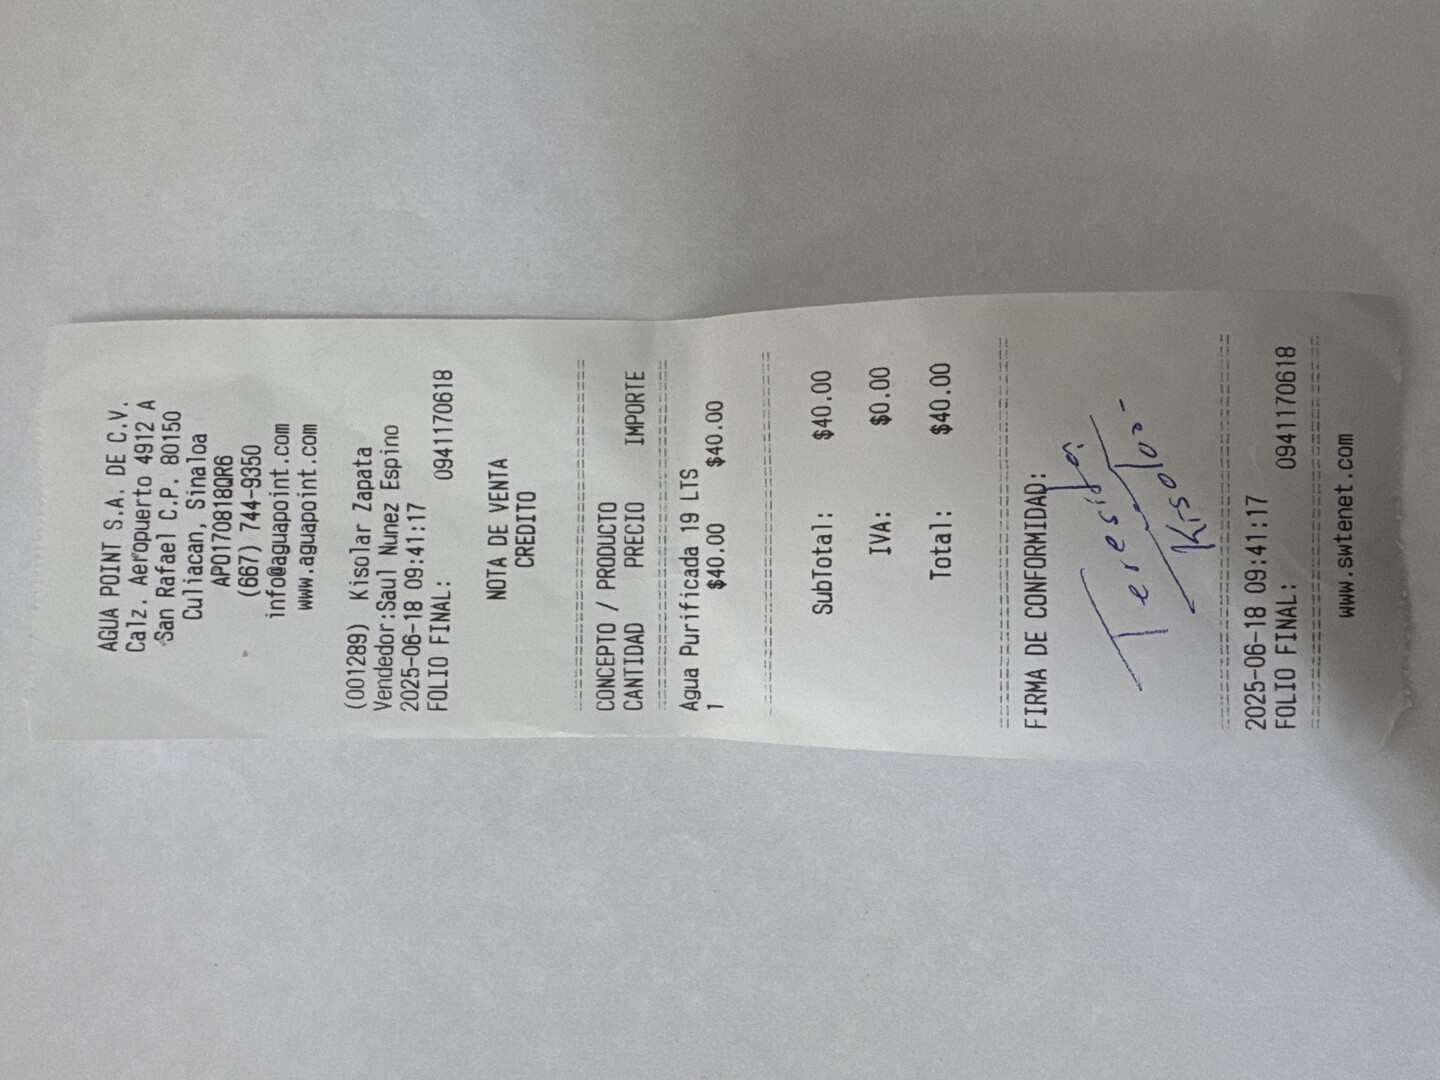 AGUA POINT S.A. DE C.V.
Calz. Aeropuerto 4912 A
San Rafael C.P. 80150
Culiacan, Sinaloa
APO170818QR6
(667) 744-9350
info@aguapoint.com
www.aguapoint.com
(001289) Kisolar Zapata
Vendedor:Saul Nunez Espino
2025-06-18 09:41:17
FOLIO FINAL: 0941170618
NOTA DE VENTA
CREDITO
CONCEPTO / PRODUCTO
CANTIDAD PRECIO IMPORTE
Agua Purificada 19 LTS
1 $40.00 $40.00
SubTotal: $40.00
IVA: $0.00
Total: $40.00
FIRMA DE CONFORMIDAD:
Teresita
2025-06-18 09:41:17
FOLIO FINAL: 0941170618
www.swtenet.com